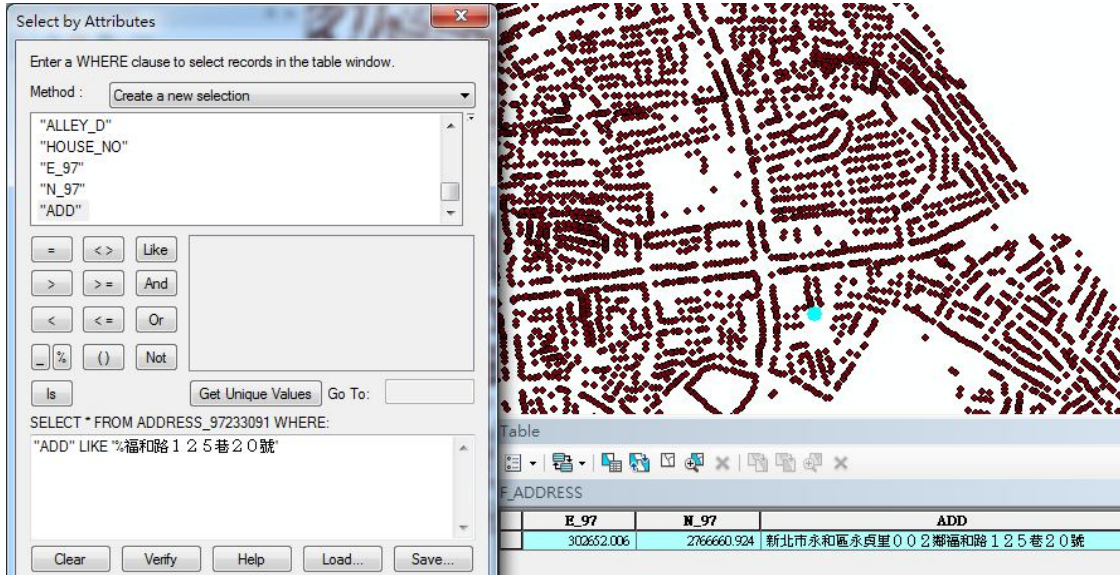 Select by Attributes
Enter a WHERE clause to select records in the table window.
Method :
Create a new selection
"ALLEY_D"
"HOUSE_NO"
"E_97"
"N_97"
"ADD"
= < > Like
> > = And
< < = Or
_ % ( ) Not
Is
Get Unique Values
Go To:
SELECT * FROM ADDRESS_97233091 WHERE:
"ADD" LIKE '%福和路１２５巷２０號'
Clear
Verify
Help
Load...
Save...
Table
F_ADDRESS
E_97
N_97
ADD
302652.006
2766660.924
新北市永和區永貞里００２鄰福和路１２５巷２０號